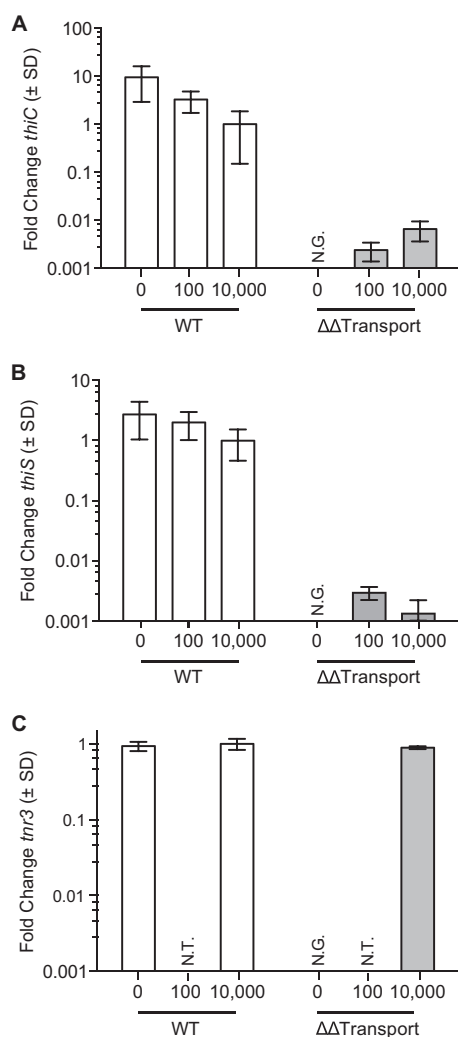 A
Fold Change thiC (± SD)
100
10
1
0.1
0.01
0.001
N.G.
0 100 10,000 0 100 10,000
WT ΔΔTransport
B
Fold Change thiS (± SD)
10
1
0.1
0.01
0.001
N.G.
0 100 10,000 0 100 10,000
WT ΔΔTransport
C
Fold Change tnr3 (± SD)
1
0.1
0.01
0.001
N.T. N.G. N.T.
0 100 10,000 0 100 10,000
WT ΔΔTransport